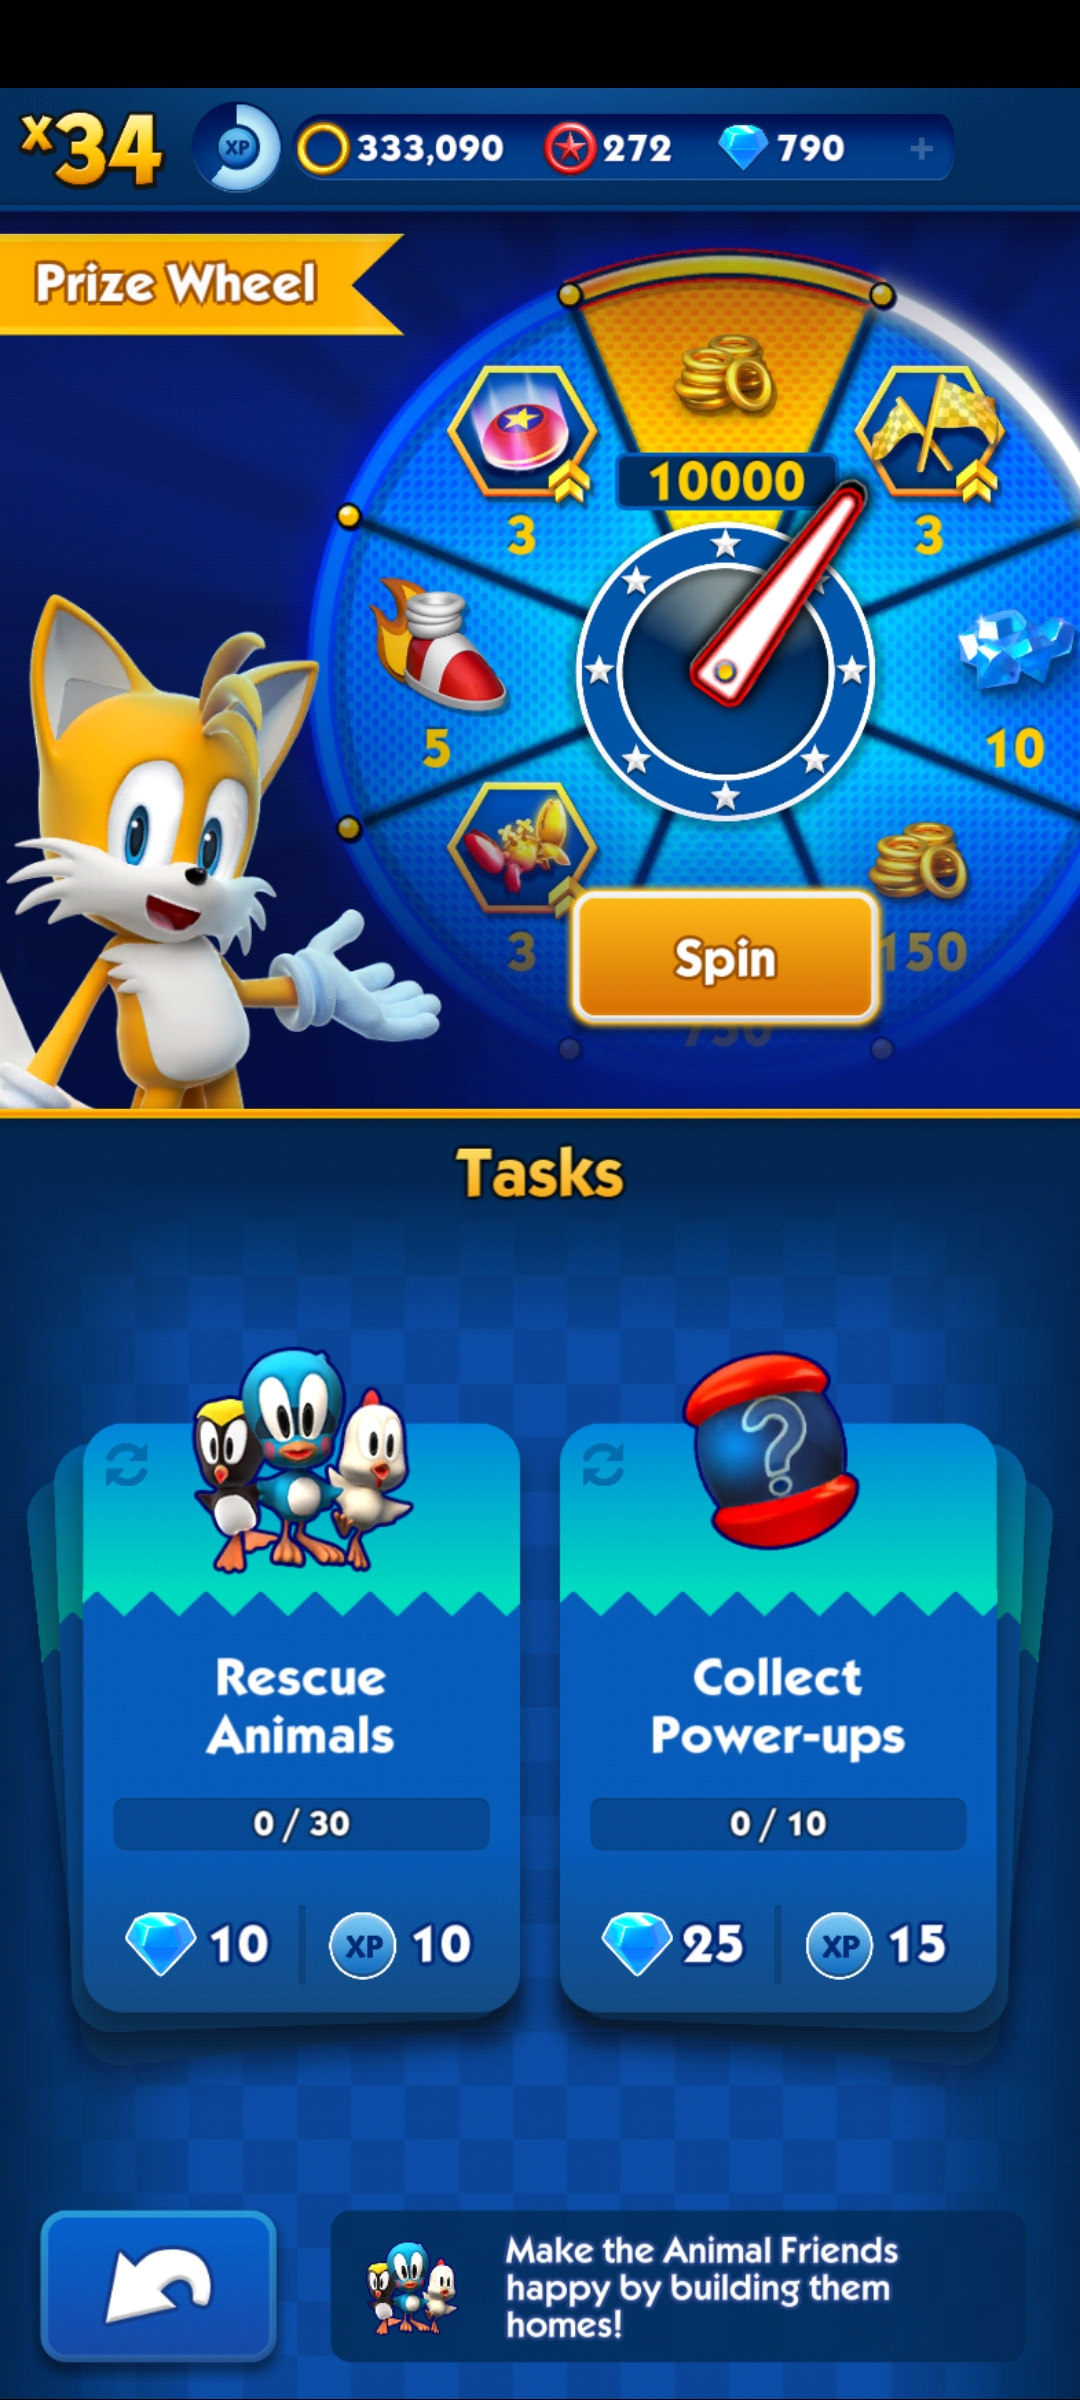 x34
XP
333,090
272
790
+
Prize Wheel
10000
3
3
5
10
3
150
750
Spin
Tasks
?
Rescue
Animals
0 / 30
10
XP
10
Collect
Power-ups
0 / 10
25
XP
15
Make the Animal Friends
happy by building them
homes!